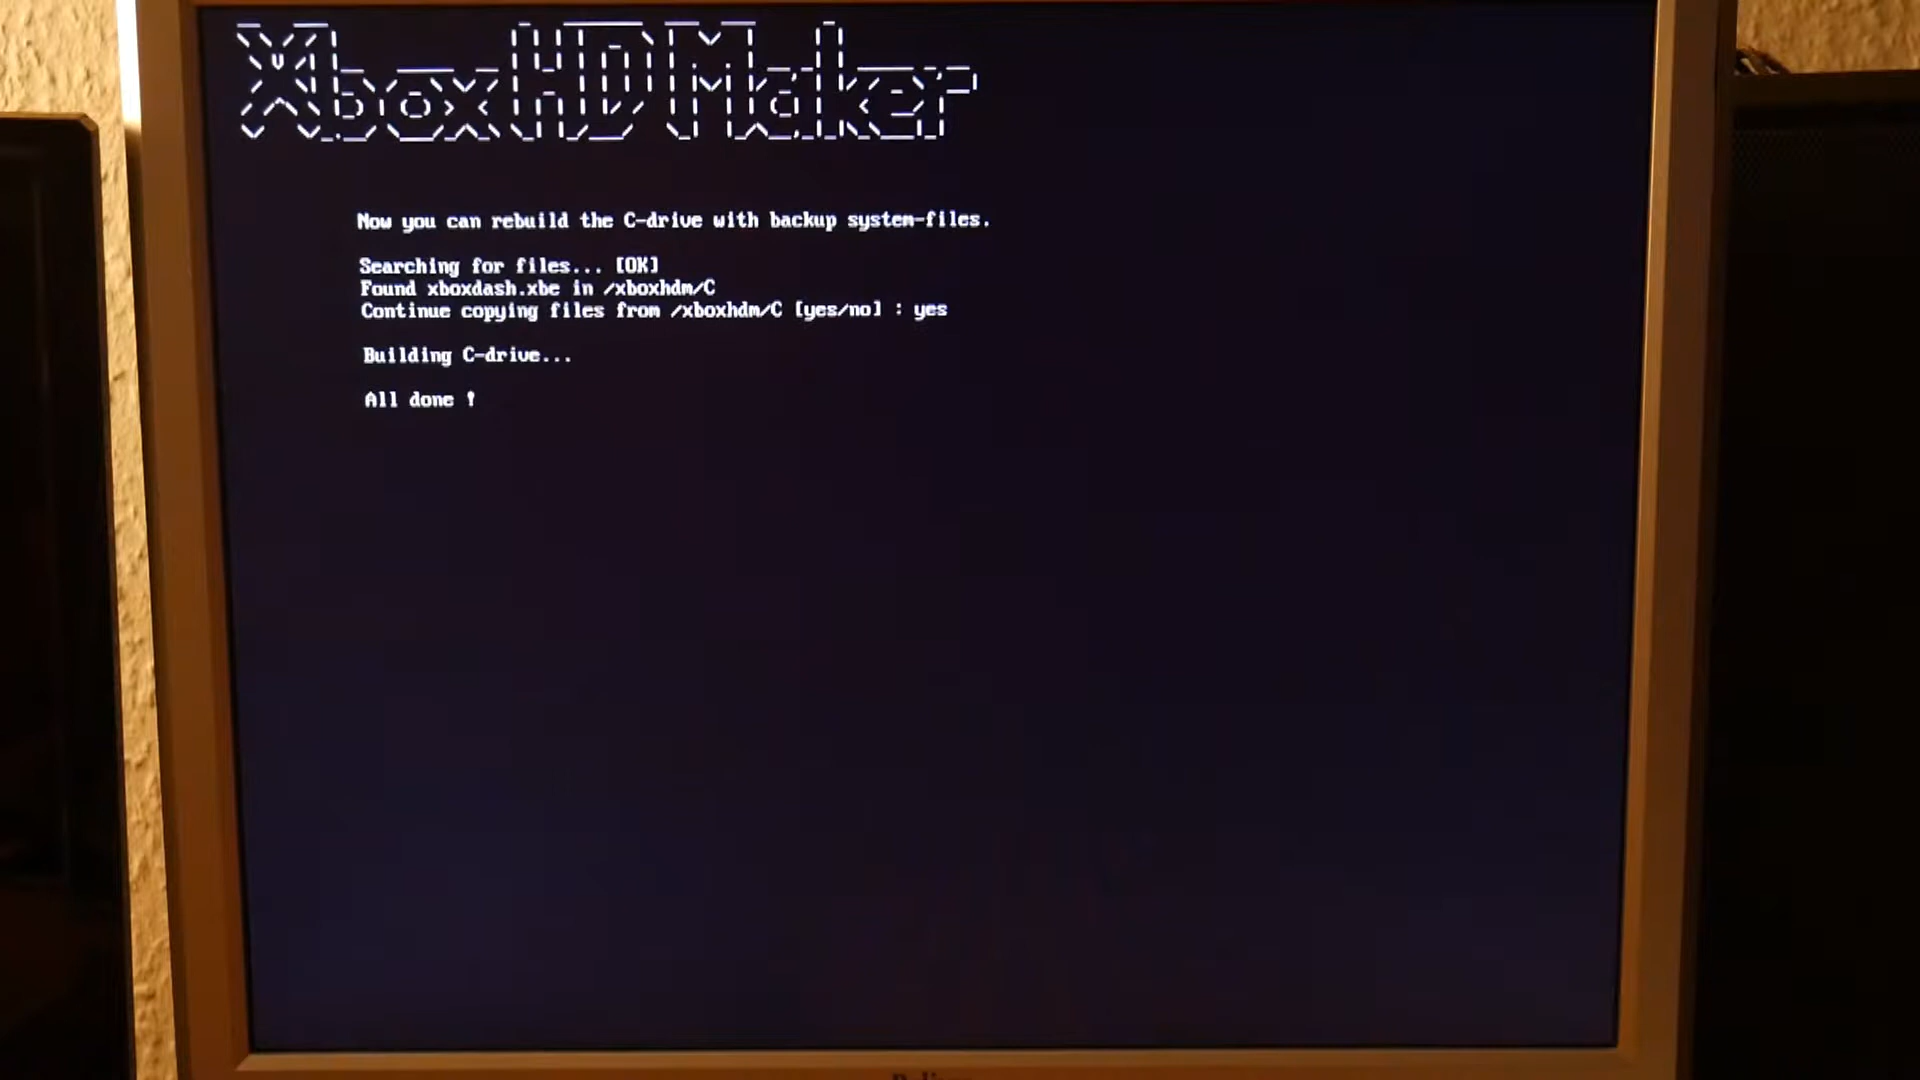 XboxHDMaker
Now you can rebuild the C-drive with backup system-files.
Searching for files... [OK]
Found xboxdash.xbe in /xboxhdm/C
Continue copying files from /xboxhdm/C [yes/no] : yes
Building C-drive...
All done !